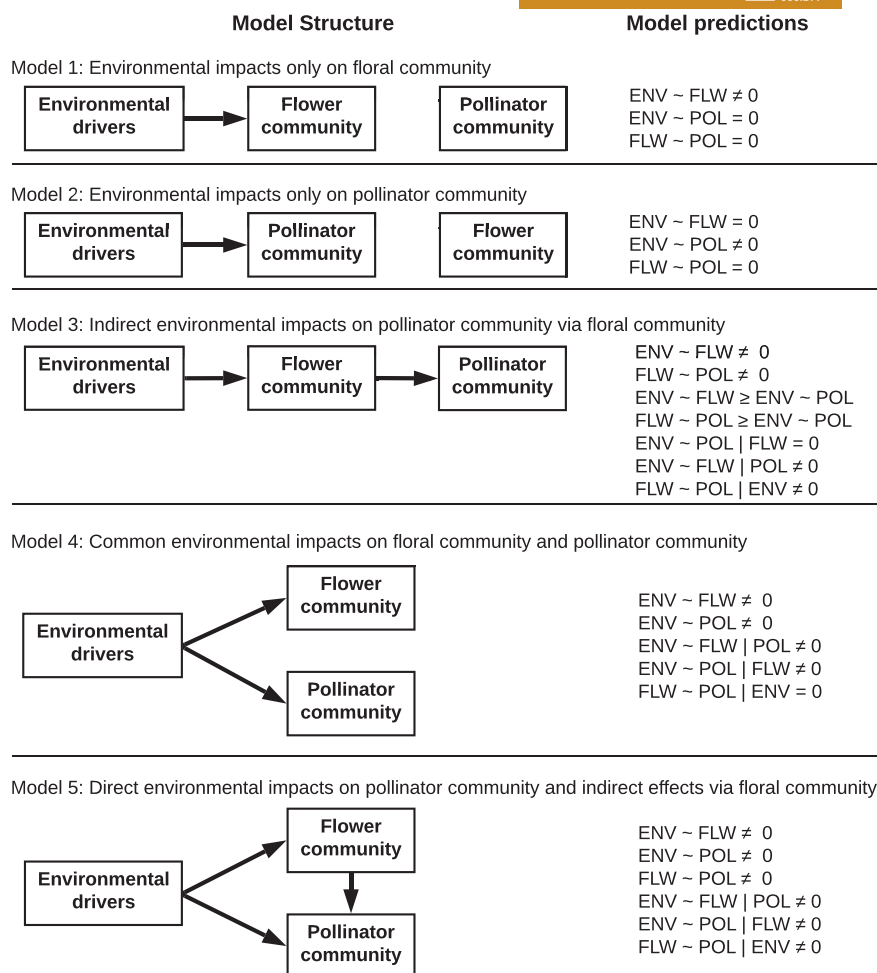 Model Structure
Model predictions
Model 1: Environmental impacts only on floral community
Environmental
drivers
Flower
community
Pollinator
community
ENV ~ FLW ≠ 0
ENV ~ POL = 0
FLW ~ POL = 0
Model 2: Environmental impacts only on pollinator community
Environmental
drivers
Pollinator
community
Flower
community
ENV ~ FLW = 0
ENV ~ POL ≠ 0
FLW ~ POL = 0
Model 3: Indirect environmental impacts on pollinator community via floral community
Environmental
drivers
Flower
community
Pollinator
community
ENV ~ FLW ≠ 0
FLW ~ POL ≠ 0
ENV ~ FLW ≥ ENV ~ POL
FLW ~ POL ≥ ENV ~ POL
ENV ~ POL | FLW = 0
ENV ~ FLW | POL ≠ 0
FLW ~ POL | ENV ≠ 0
Model 4: Common environmental impacts on floral community and pollinator community
Environmental
drivers
Flower
community
Pollinator
community
ENV ~ FLW ≠ 0
ENV ~ POL ≠ 0
ENV ~ FLW | POL ≠ 0
ENV ~ POL | FLW ≠ 0
FLW ~ POL | ENV = 0
Model 5: Direct environmental impacts on pollinator community and indirect effects via floral community
Environmental
drivers
Flower
community
Pollinator
community
ENV ~ FLW ≠ 0
ENV ~ POL ≠ 0
FLW ~ POL ≠ 0
ENV ~ FLW | POL ≠ 0
ENV ~ POL | FLW ≠ 0
FLW ~ POL | ENV ≠ 0